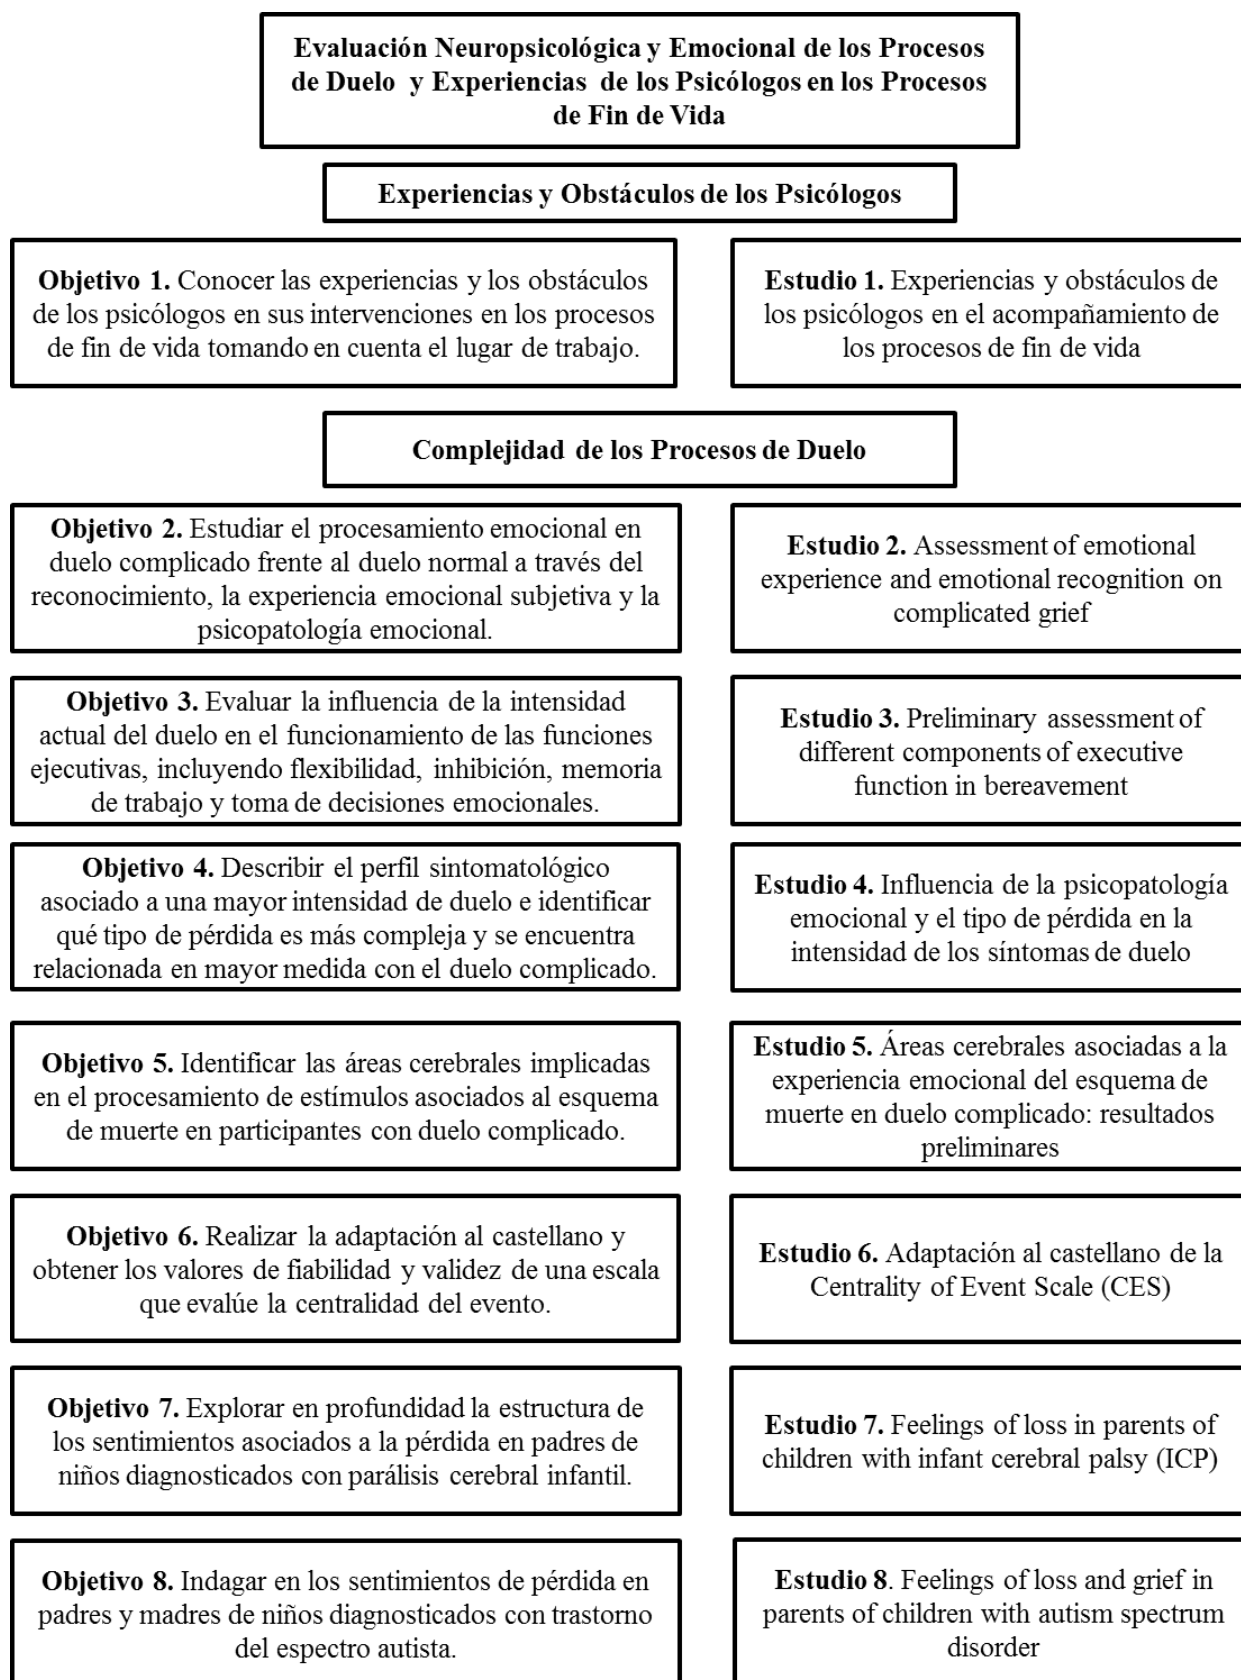 Evaluación Neuropsicológica y Emocional de los Procesos
de Duelo y Experiencias de los Psicólogos en los Procesos
de Fin de Vida
Experiencias y Obstáculos de los Psicólogos
Objetivo 1. Conocer las experiencias y los obstáculos
de los psicólogos en sus intervenciones en los procesos
de fin de vida tomando en cuenta el lugar de trabajo.
Estudio 1. Experiencias y obstáculos de
los psicólogos en el acompañamiento de
los procesos de fin de vida
Complejidad de los Procesos de Duelo
Objetivo 2. Estudiar el procesamiento emocional en
duelo complicado frente al duelo normal a través del
reconocimiento, la experiencia emocional subjetiva y la
psicopatología emocional.
Estudio 2. Assessment of emotional
experience and emotional recognition on
complicated grief
Objetivo 3. Evaluar la influencia de la intensidad
actual del duelo en el funcionamiento de las funciones
ejecutivas, incluyendo flexibilidad, inhibición, memoria
de trabajo y toma de decisiones emocionales.
Estudio 3. Preliminary assessment of
different components of executive
function in bereavement
Objetivo 4. Describir el perfil sintomatológico
asociado a una mayor intensidad de duelo e identificar
qué tipo de pérdida es más compleja y se encuentra
relacionada en mayor medida con el duelo complicado.
Estudio 4. Influencia de la psicopatología
emocional y el tipo de pérdida en la
intensidad de los síntomas de duelo
Objetivo 5. Identificar las áreas cerebrales implicadas
en el procesamiento de estímulos asociados al esquema
de muerte en participantes con duelo complicado.
Estudio 5. Áreas cerebrales asociadas a la
experiencia emocional del esquema de
muerte en duelo complicado: resultados
preliminares
Objetivo 6. Realizar la adaptación al castellano y
obtener los valores de fiabilidad y validez de una escala
que evalúe la centralidad del evento.
Estudio 6. Adaptación al castellano de la
Centrality of Event Scale (CES)
Objetivo 7. Explorar en profundidad la estructura de
los sentimientos asociados a la pérdida en padres de
niños diagnosticados con parálisis cerebral infantil.
Estudio 7. Feelings of loss in parents of
children with infant cerebral palsy (ICP)
Objetivo 8. Indagar en los sentimientos de pérdida en
padres y madres de niños diagnosticados con trastorno
del espectro autista.
Estudio 8. Feelings of loss and grief in
parents of children with autism spectrum
disorder